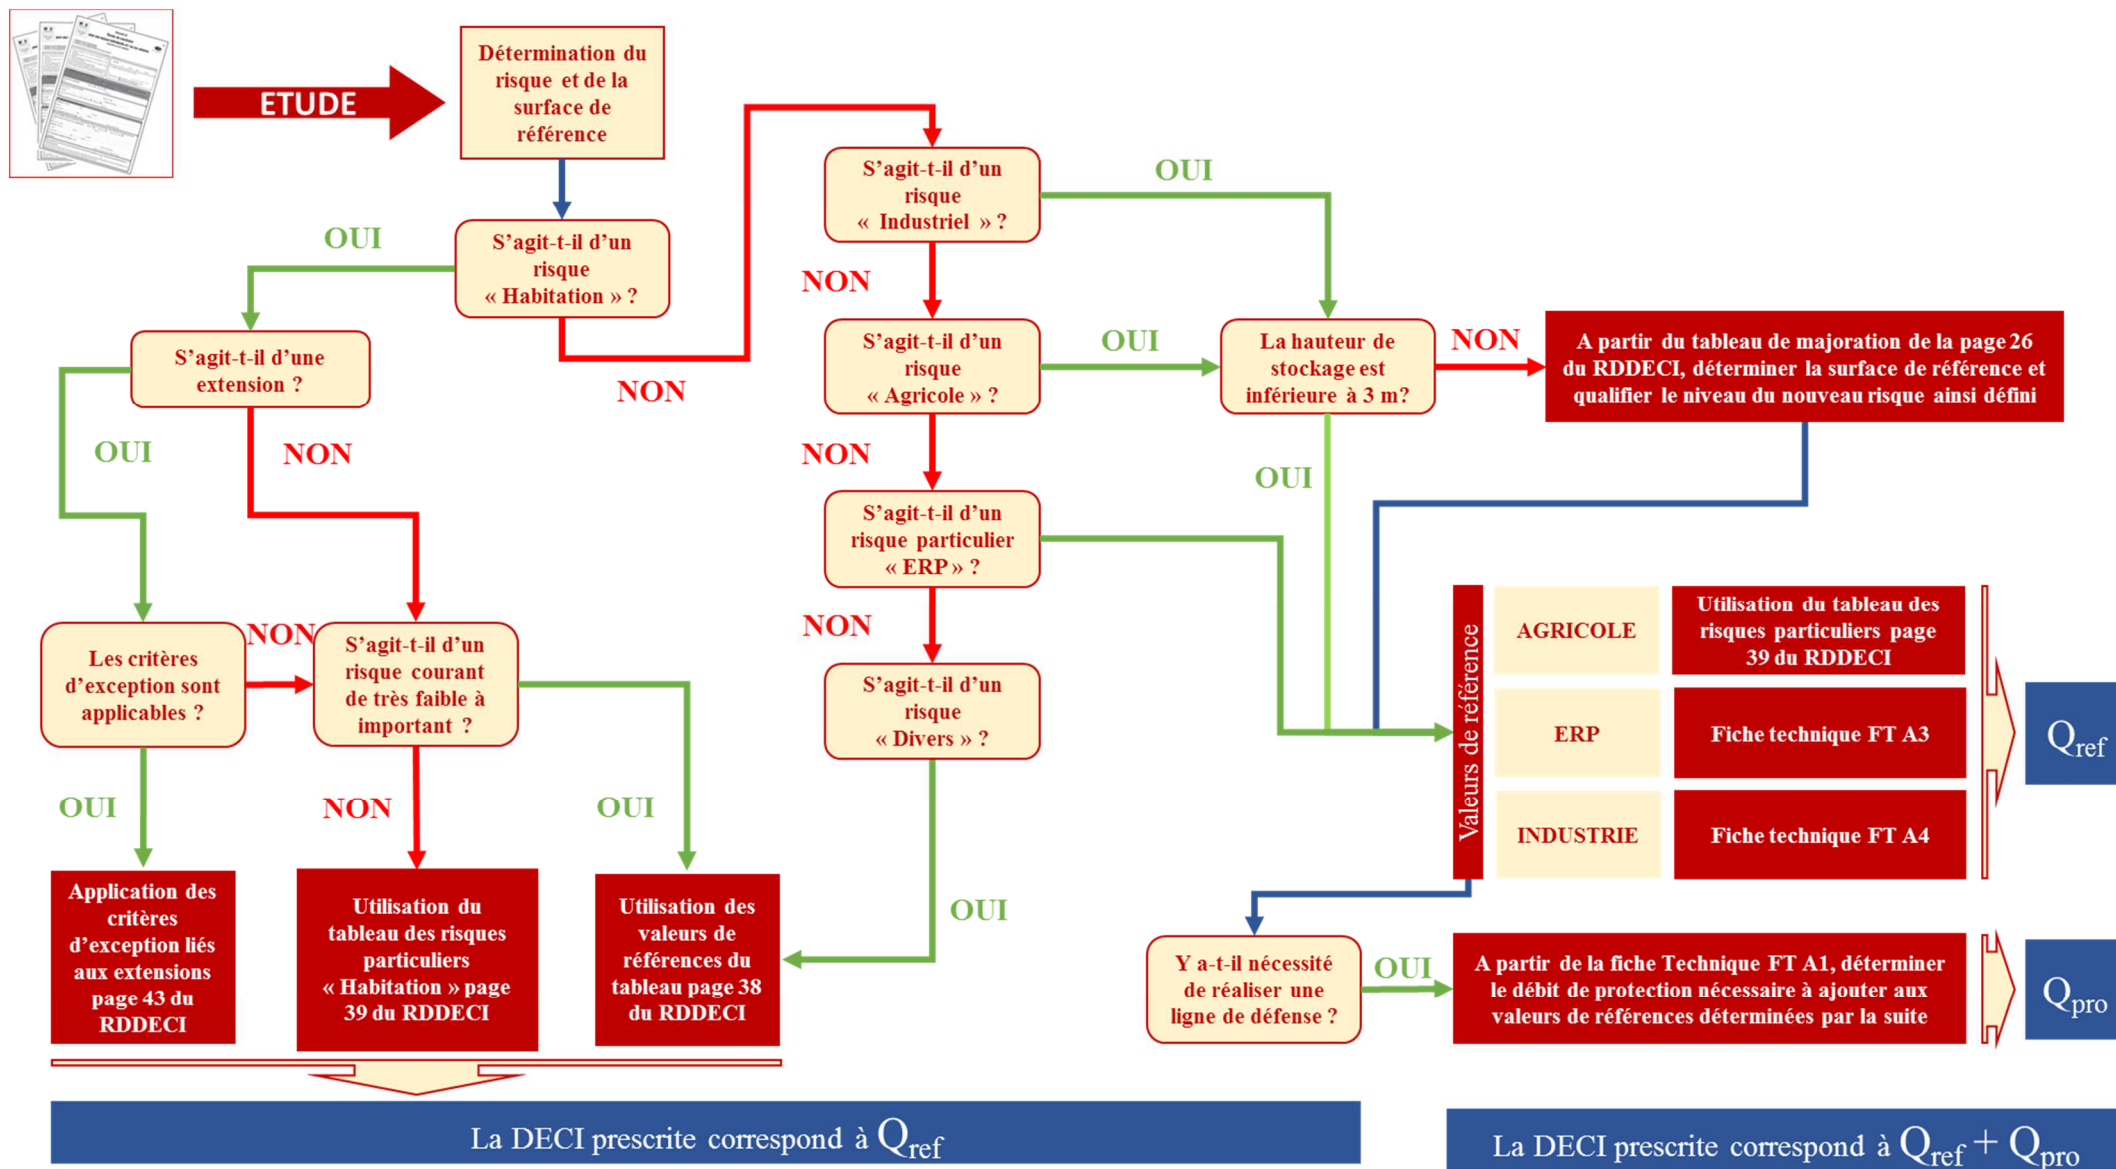 ETUDE
Détermination du
risque et de la
surface de
référence
S'agit-t-il d'un
risque
« Habitation » ?
OUI
NON
S'agit-t-il d'une
extension ?
OUI
NON
Les critères
d'exception sont
applicables ?
NON
S'agit-t-il d'un
risque courant
de très faible à
important ?
OUI
NON
OUI
Application des
critères
d'exception liés
aux extensions
page 43 du
RDDECI
Utilisation du
tableau des risques
particuliers
« Habitation » page
39 du RDDECI
Utilisation des
valeurs de
références du
tableau page 38
du RDDECI
La DECI prescrite correspond à Qref
S'agit-t-il d'un
risque
« Industriel » ?
OUI
NON
S'agit-t-il d'un
risque
« Agricole » ?
OUI
NON
S'agit-t-il d'un
risque particulier
« ERP » ?
NON
S'agit-t-il d'un
risque
« Divers » ?
OUI
La hauteur de
stockage est
inférieure à 3 m?
NON
OUI
A partir du tableau de majoration de la page 26
du RDDECI, déterminer la surface de référence et
qualifier le niveau du nouveau risque ainsi défini
Valeurs de référence
AGRICOLE
Utilisation du tableau des
risques particuliers page
39 du RDDECI
ERP
Fiche technique FT A3
INDUSTRIE
Fiche technique FT A4
Qref
Y a-t-il nécessité
de réaliser une
ligne de défense ?
OUI
A partir de la fiche Technique FT A1, déterminer
le débit de protection nécessaire à ajouter aux
valeurs de références déterminées par la suite
Qpro
La DECI prescrite correspond à Qref + Qpro